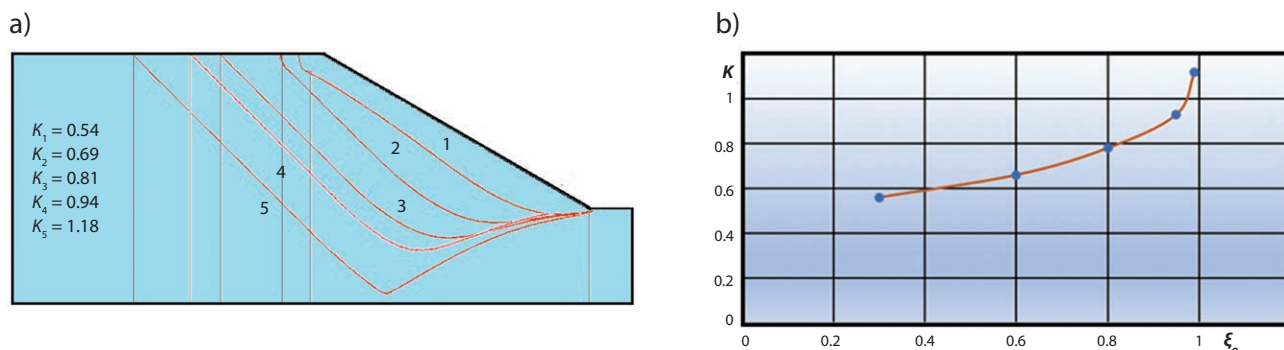 a)
K₁ = 0.54
K₂ = 0.69
K₃ = 0.81
K₄ = 0.94
K₅ = 1.18
1
2
3
4
5
b)
K
1
0.8
0.6
0.4
0.2
0
0 0.2 0.4 0.6 0.8 1 ξₑ